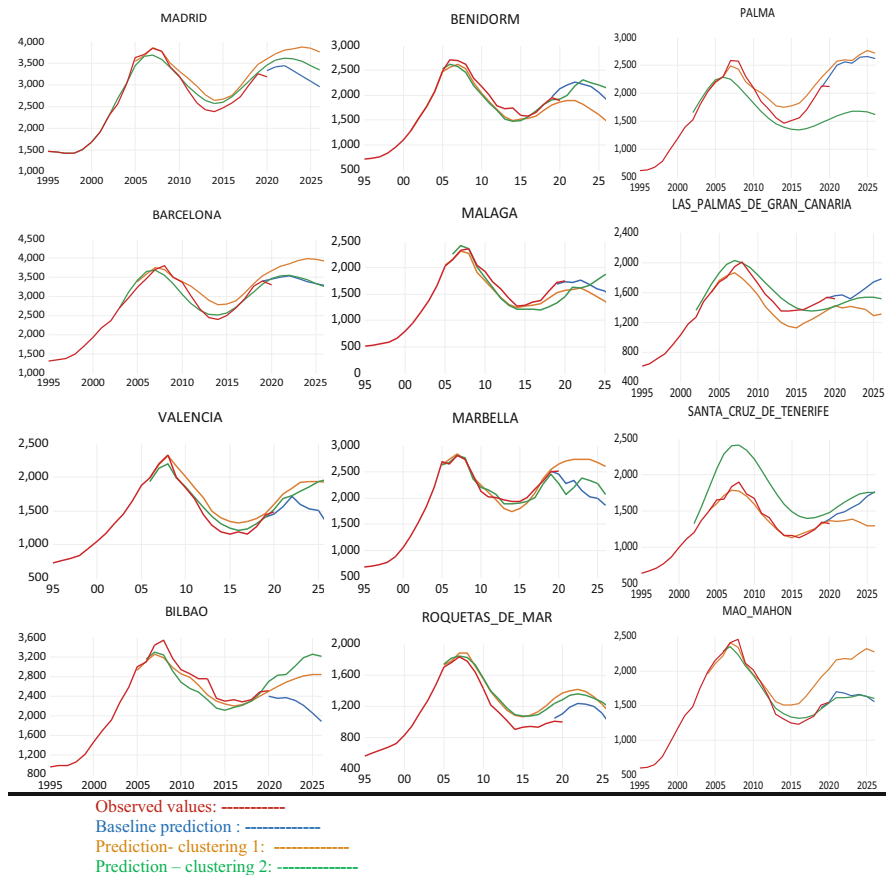 MADRID
4,000
3,500
3,000
2,500
2,000
1,500
1,000
1995 2000 2005 2010 2015 2020 2025
BENIDORM
3,000
2,500
2,000
1,500
1,000
500
95 00 05 10 15 20 25
PALMA
3,000
2,500
2,000
1,500
1,000
500
1995 2000 2005 2010 2015 2020 2025
BARCELONA
4,500
4,000
3,500
3,000
2,500
2,000
1,500
1,000
1995 2000 2005 2010 2015 2020 2025
MALAGA
2,500
2,000
1,500
1,000
500
0
95 00 05 10 15 20 25
LAS_PALMAS_DE_GRAN_CANARIA
2,400
2,000
1,600
1,200
800
400
1995 2000 2005 2010 2015 2020 2025
VALENCIA
2,500
2,000
1,500
1,000
500
95 00 05 10 15 20 25
MARBELLA
3,000
2,500
2,000
1,500
1,000
500
95 00 05 10 15 20 25
SANTA_CRUZ_DE_TENERIFE
2,500
2,000
1,500
1,000
500
1995 2000 2005 2010 2015 2020 2025
BILBAO
3,600
3,200
2,800
2,400
2,000
1,600
1,200
800
1995 2000 2005 2010 2015 2020 2025
ROQUETAS_DE_MAR
2,000
1,600
1,200
800
400
95 00 05 10 15 20 25
MAO_MAHON
2,500
2,000
1,500
1,000
500
1995 2000 2005 2010 2015 2020 2025
Observed values: -----------
Baseline prediction : -------------
Prediction- clustering 1: -------------
Prediction – clustering 2: --------------